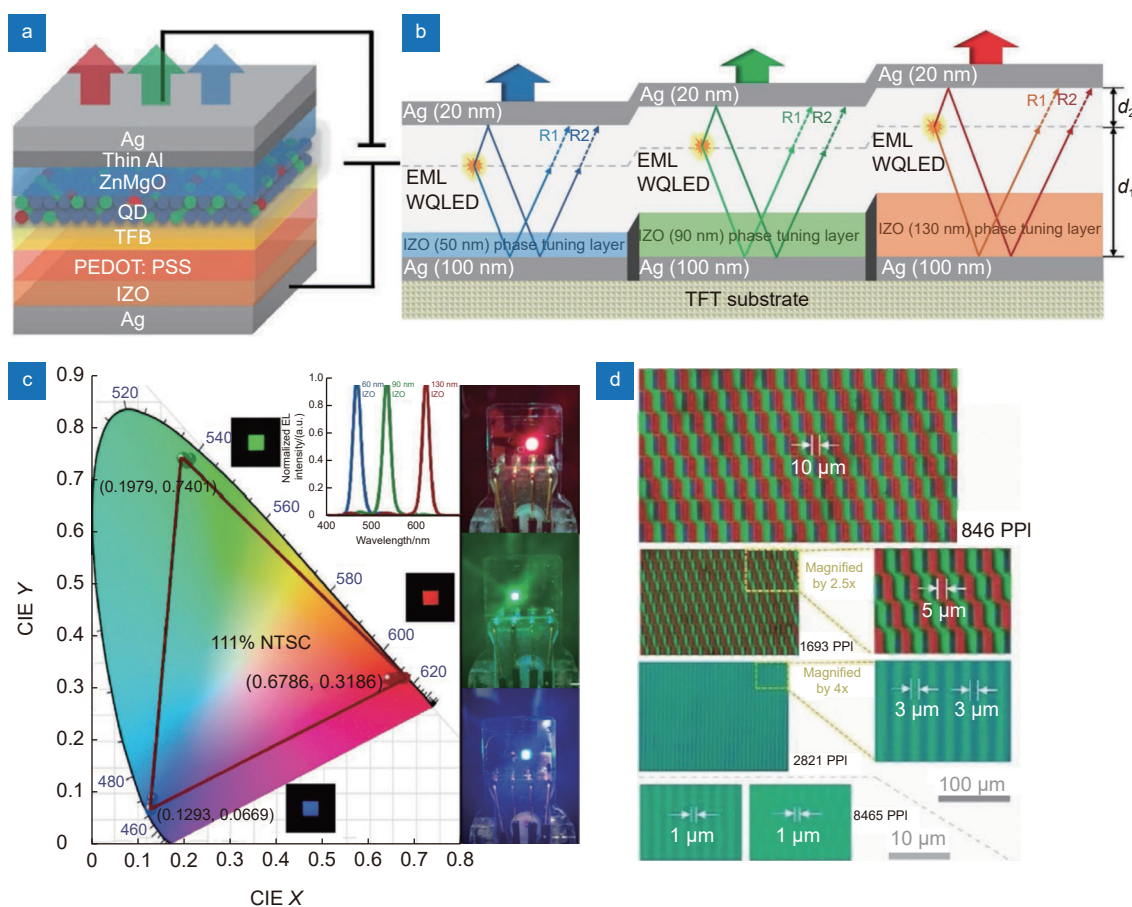 a
Ag
Thin Al
ZnMgO
QD
TFB
PEDOT: PSS
IZO
Ag
b
Ag (20 nm)
Ag (20 nm)
Ag (20 nm)
R1
R2
R1
R2
R1
R2
d2
d1
EML
WQLED
EML
WQLED
EML
WQLED
IZO (50 nm) phase tuning layer
IZO (90 nm) phase tuning layer
IZO (130 nm) phase tuning layer
Ag (100 nm)
Ag (100 nm)
Ag (100 nm)
TFT substrate
c
CIE Y
0.9
0.8
0.7
0.6
0.5
0.4
0.3
0.2
0.1
0
0
0.1
0.2
0.3
0.4
0.5
0.6
0.7
0.8
CIE X
520
540
560
580
600
620
480
460
(0.1979, 0.7401)
111% NTSC
(0.6786, 0.3186)
(0.1293, 0.0669)
Normalized EL
intensity/(a.u.)
1.0
0.8
0.6
0.4
0.2
0
400
500
600
Wavelength/nm
60 nm
IZO
90 nm
IZO
130 nm
IZO
d
10 µm
846 PPI
Magnified
by 2.5x
5 µm
1693 PPI
Magnified
by 4x
3 µm
3 µm
2821 PPI
100 µm
1 µm
1 µm
8465 PPI
10 µm